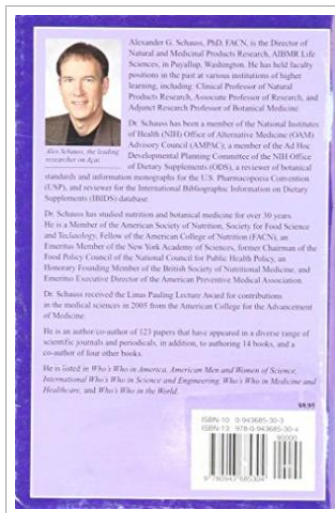 Alexander G. Schauss, PhD, FACN, is the Director of
Natural and Medicinal Products Research, AIBMR Life
Sciences, in Puyallup, Washington. He has held faculty
positions in the past at various institutions of higher
learning, including: Clinical Professor of Natural
Products Research, Associate Professor of Research, and
Adjunct Research Professor of Botanical Medicine.
Dr. Schauss has been a member of the National Institutes
of Health (NIH) Office of Alternative Medicine (OAM)
Advisory Council (AMPAC), a member of the Ad Hoc
Developmental Planning Committee of the NIH Office
of Dietary Supplements (ODS), a reviewer of botanical
Alex Schauss, the leading
researcher on Açai.
standards and information monographs for the U.S. Pharmacopoeia Convention
(USP), and reviewer for the International Bibliographic Information on Dietary
Supplements (IBIDS) database.
Dr. Schauss has studied nutrition and botanical medicine for over 30 years.
He is a Member of the American Society of Nutrition, Society for Food Science
and Technology, Fellow of the American College of Nutrition (FACN), an
Emeritus Member of the New York Academy of Sciences, former Chairman of the
Food Policy Council of the National Council for Public Health Policy, an
Honorary Founding Member of the British Society of Nutritional Medicine, and
Emeritus Executive Director of the American Preventive Medical Association.
Dr. Schauss received the Linus Pauling Lecture Award for contributions
in the medical sciences in 2005 from the American College for the Advancement
of Medicine.
He is an author/co-author of 123 papers that have appeared in a diverse range of
scientific journals and periodicals, in addition, to authoring 14 books, and a
co-author of four other books.
He is listed in Who's Who in America, American Men and Women of Science,
International Who's Who in Science and Engineering, Who's Who in Medicine and
Healthcare, and Who's Who in the World.
$9.95
ISBN-10 0-943685-30-3
ISBN-13 978-0-943685-30-4
90000
9 780943 685304